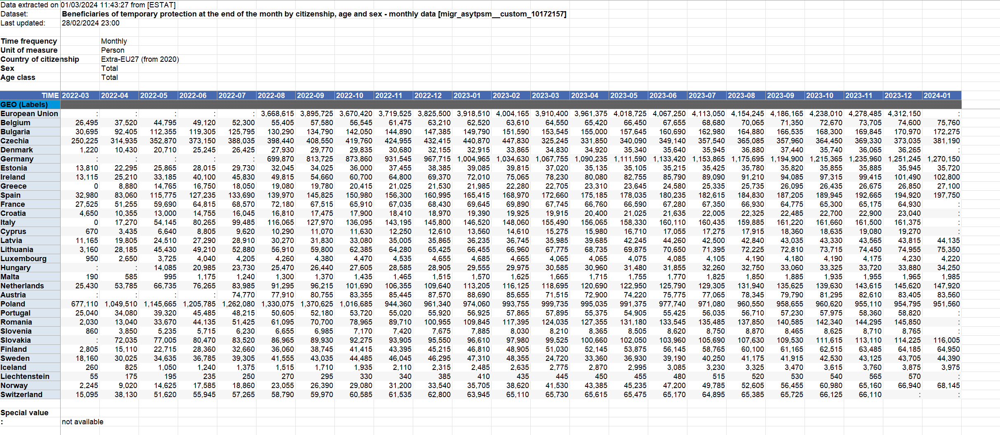 Data extracted on 01/03/2024 11:43:27 from [ESTAT]
Dataset: Beneficiaries of temporary protection at the end of the month by citizenship, age and sex - monthly data [migr_asytpsm__custom_10172157]
Last updated: 28/02/2024 23:00
Time frequency Monthly
Unit of measure Person
Country of citizenship Extra-EU27 (from 2020)
Sex Total
Age class Total
TIME 2022-03 2022-04 2022-05 2022-06 2022-07 2022-08 2022-09 2022-10 2022-11 2022-12 2023-01 2023-02 2023-03 2023-04 2023-05 2023-06 2023-07 2023-08 2023-09 2023-10 2023-11 2023-12 2024-01
GEO (Labels)
European Union : : : : : 3,668,615 3,895,725 3,670,420 3,719,525 3,825,500 3,918,510 4,004,165 3,910,400 3,961,375 4,018,725 4,067,250 4,113,050 4,154,245 4,186,165 4,238,010 4,278,485 4,312,150 :
Belgium 26,495 37,520 44,795 49,120 52,300 55,405 57,580 56,545 61,475 63,210 62,520 63,610 64,550 65,420 66,450 67,655 68,680 70,065 71,350 72,670 73,705 74,600 75,760
Bulgaria 30,695 92,405 112,355 119,305 125,795 130,290 134,790 142,050 144,890 147,385 149,790 151,590 153,545 155,000 157,645 160,690 162,980 164,880 166,535 168,300 169,845 170,970 172,275
Czechia 250,225 314,935 352,870 373,150 388,035 398,440 408,550 419,760 424,955 432,415 440,870 447,830 325,245 331,850 340,090 349,140 357,540 365,085 357,960 364,450 369,330 373,035 381,190
Denmark 1,220 10,430 20,710 25,245 26,425 27,930 29,770 29,835 30,680 32,155 32,915 33,865 34,830 34,920 35,340 35,640 35,945 36,880 37,440 35,740 36,065 36,265 :
Germany : : : : : 699,870 813,725 873,860 931,545 967,715 1,004,965 1,034,630 1,067,755 1,090,235 1,111,590 1,133,420 1,153,865 1,175,695 1,194,900 1,215,365 1,235,960 1,251,245 1,270,150
Estonia 13,810 22,295 25,865 28,015 29,730 32,045 34,025 36,000 37,455 38,385 39,085 39,815 37,020 35,135 35,105 35,215 35,425 35,780 35,820 35,855 35,885 35,945 35,720
Ireland 13,115 25,210 33,185 40,100 45,830 49,815 54,660 60,700 64,800 69,370 72,010 75,065 78,230 80,080 82,755 85,790 89,090 91,210 94,085 97,315 99,415 101,490 102,800
Greece 0 8,880 14,765 16,750 18,050 19,080 19,780 20,415 21,025 21,530 21,985 22,280 22,705 23,310 23,645 24,580 25,335 25,735 26,095 26,435 26,675 26,850 27,100
Spain 32,980 83,060 115,775 127,235 133,690 139,970 145,825 150,980 156,300 160,995 165,415 168,970 172,660 175,185 178,035 180,235 182,615 184,830 187,205 189,945 192,665 194,920 197,750
France 27,525 51,255 59,690 64,815 68,570 72,180 67,515 65,910 67,035 68,430 69,645 69,890 67,745 66,760 66,590 67,280 67,350 66,930 64,775 65,300 65,175 64,930 :
Croatia 4,650 10,355 13,000 14,755 16,045 16,810 17,475 17,900 18,410 18,970 19,390 19,925 19,915 20,400 21,025 21,635 22,005 22,325 22,485 22,700 22,900 23,040 :
Italy 0 17,270 54,145 80,265 99,485 116,065 127,970 136,095 143,195 145,800 146,520 148,060 155,490 156,065 158,330 160,110 160,435 159,885 161,220 161,660 161,500 161,375 :
Cyprus 670 3,435 6,640 8,805 9,620 10,290 11,070 11,630 12,250 12,610 13,560 14,610 15,275 15,980 16,710 17,055 17,275 17,915 18,360 18,635 19,080 19,270 :
Latvia 11,165 19,805 24,510 27,290 28,910 30,270 31,830 33,080 35,005 35,865 36,235 36,745 35,985 39,685 42,245 44,260 42,500 42,840 43,035 43,330 43,565 43,815 44,135
Lithuania 3,160 28,185 45,430 49,210 52,880 56,910 59,800 62,385 64,280 65,425 66,455 66,960 67,775 68,735 69,875 70,650 71,395 72,225 72,810 73,715 74,450 74,955 75,350
Luxembourg 950 2,650 3,725 4,040 4,205 4,260 4,380 4,470 4,535 4,655 4,685 4,665 4,065 4,065 4,075 4,085 4,105 4,190 4,180 4,190 4,175 4,230 4,220
Hungary : : 14,085 20,985 23,730 25,470 26,440 27,605 28,585 28,905 29,555 29,975 30,585 30,960 31,480 31,855 32,260 32,750 33,060 33,325 33,720 33,880 34,250
Malta 190 585 995 1,175 1,240 1,300 1,370 1,435 1,465 1,515 1,570 1,625 1,665 1,715 1,755 1,770 1,825 1,850 1,885 1,935 1,955 1,965 1,985
Netherlands 25,430 53,785 66,735 76,265 83,985 91,295 96,215 101,690 106,355 109,640 113,205 116,125 118,695 120,690 122,950 125,790 129,305 131,940 135,625 139,630 143,615 145,620 147,920
Austria : : : : 74,770 77,910 80,755 83,355 85,445 87,570 88,690 85,655 71,515 72,900 74,220 75,775 77,065 78,345 79,790 81,295 82,610 83,405 83,560
Poland 677,110 1,049,510 1,145,665 1,205,785 1,262,080 1,330,075 1,370,625 1,016,685 944,360 961,340 974,060 993,755 999,735 995,035 991,375 977,740 971,080 960,550 958,655 960,620 955,110 954,795 951,560
Portugal 25,040 34,080 39,320 45,485 48,215 50,605 52,180 53,720 55,020 55,920 56,925 57,865 57,895 55,375 54,905 55,425 56,035 56,710 57,230 57,975 58,360 58,820 :
Romania 2,030 13,040 33,670 44,135 51,425 61,095 70,700 78,965 89,710 100,955 109,845 117,395 124,035 127,355 131,180 133,545 135,485 137,850 140,585 142,340 144,295 145,850 :
Slovenia 860 3,850 5,235 5,715 6,230 6,655 6,985 7,170 7,420 7,675 7,885 8,030 8,210 8,365 8,505 8,620 8,750 8,870 8,465 8,625 8,710 8,765 :
Slovakia : 72,035 77,005 80,470 83,520 86,965 89,930 92,275 93,905 95,550 96,610 97,980 99,525 100,660 102,050 103,960 105,690 107,630 109,530 111,615 113,110 114,225 116,005
Finland 2,805 15,110 22,715 28,360 32,660 36,060 38,745 41,415 43,395 45,215 46,810 48,905 51,030 52,145 53,875 56,145 58,765 60,100 61,165 62,515 63,485 64,185 64,950
Sweden 18,160 30,025 34,635 36,785 39,305 41,555 43,035 44,485 46,045 46,295 47,310 48,355 24,720 33,360 36,930 39,190 40,250 41,175 41,915 42,530 43,125 43,705 44,390
Iceland 260 825 1,050 1,240 1,375 1,515 1,710 1,935 2,110 2,315 2,485 2,635 2,775 2,870 2,995 3,085 3,230 3,325 3,470 3,615 3,760 3,875 3,975
Liechtenstein 55 175 195 235 250 270 295 330 340 385 410 435 445 450 455 480 515 520 530 540 565 570 :
Norway 2,245 9,020 14,625 17,585 18,860 23,055 26,390 29,080 31,200 33,540 35,705 38,620 41,530 43,385 45,235 47,200 49,785 52,605 56,455 60,980 65,160 66,940 68,145
Switzerland 15,095 38,130 51,620 55,945 57,265 58,790 59,970 60,585 61,535 62,800 63,945 65,110 65,730 65,615 65,475 65,170 64,895 65,385 65,725 66,125 66,110 : :
Special value
: not available